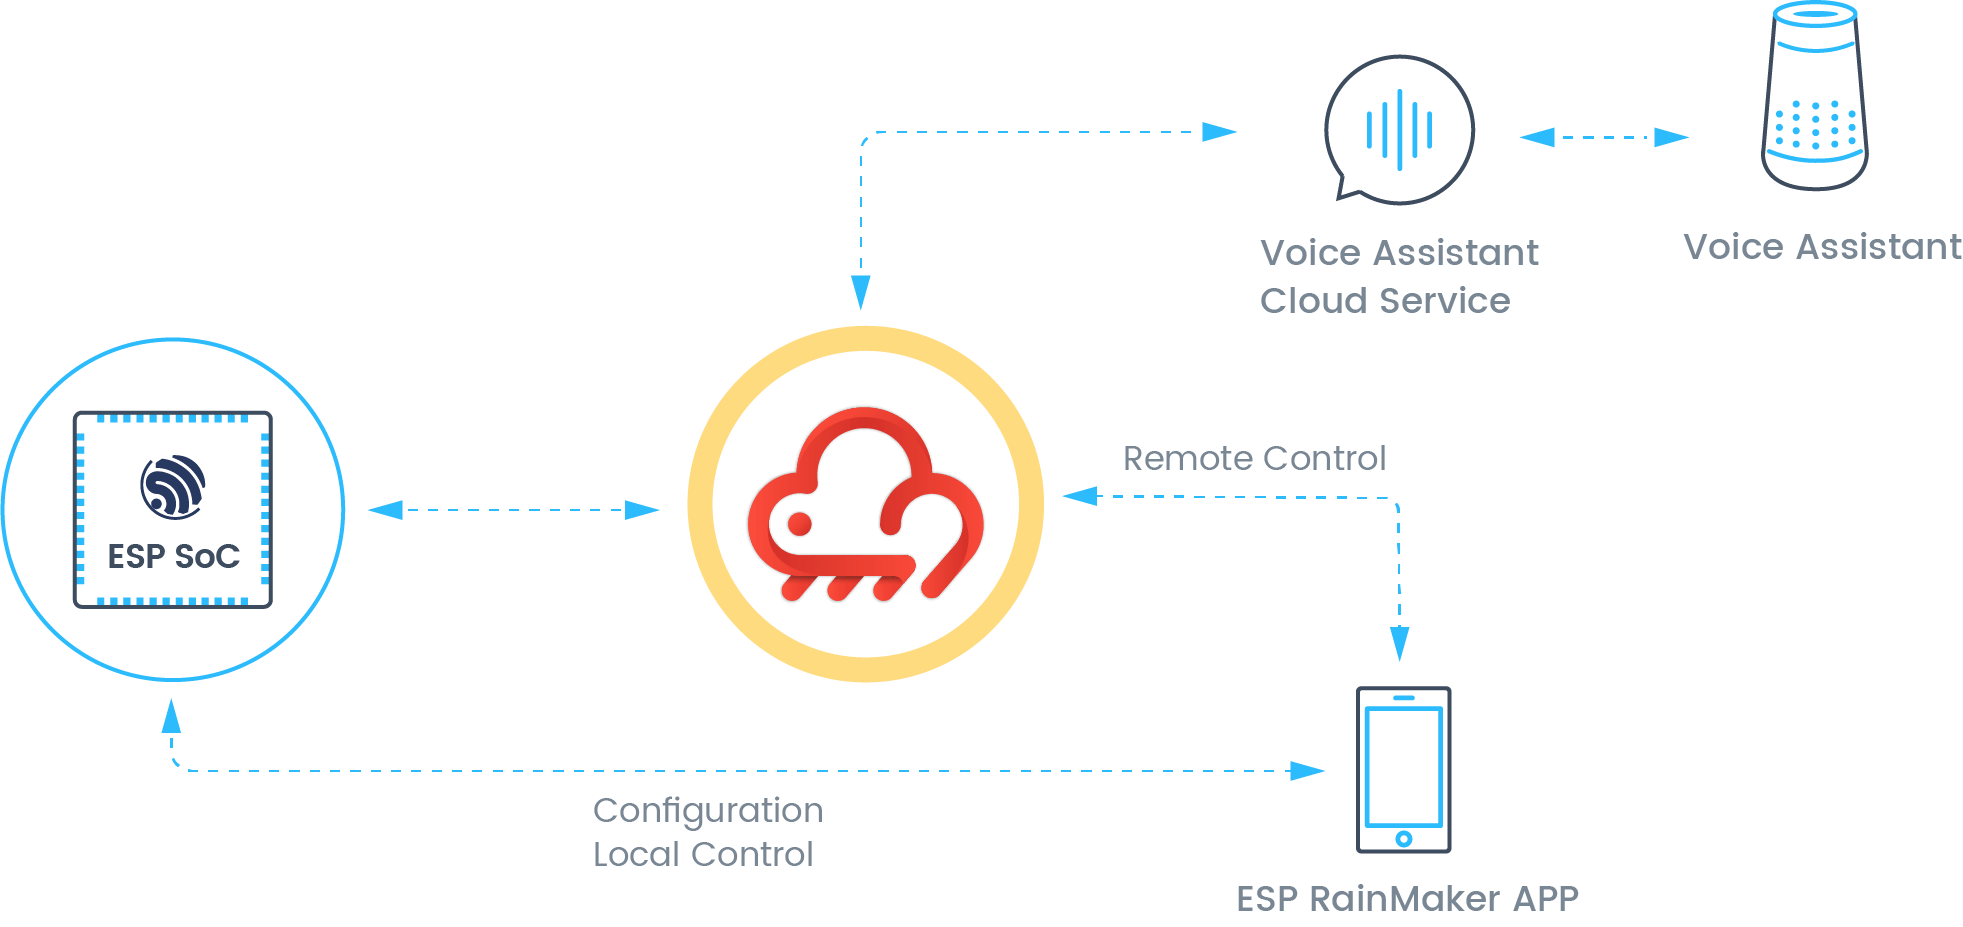 Voice Assistant
Cloud Service
Voice Assistant
Remote Control
ESP SoC
Configuration
Local Control
ESP RainMaker APP